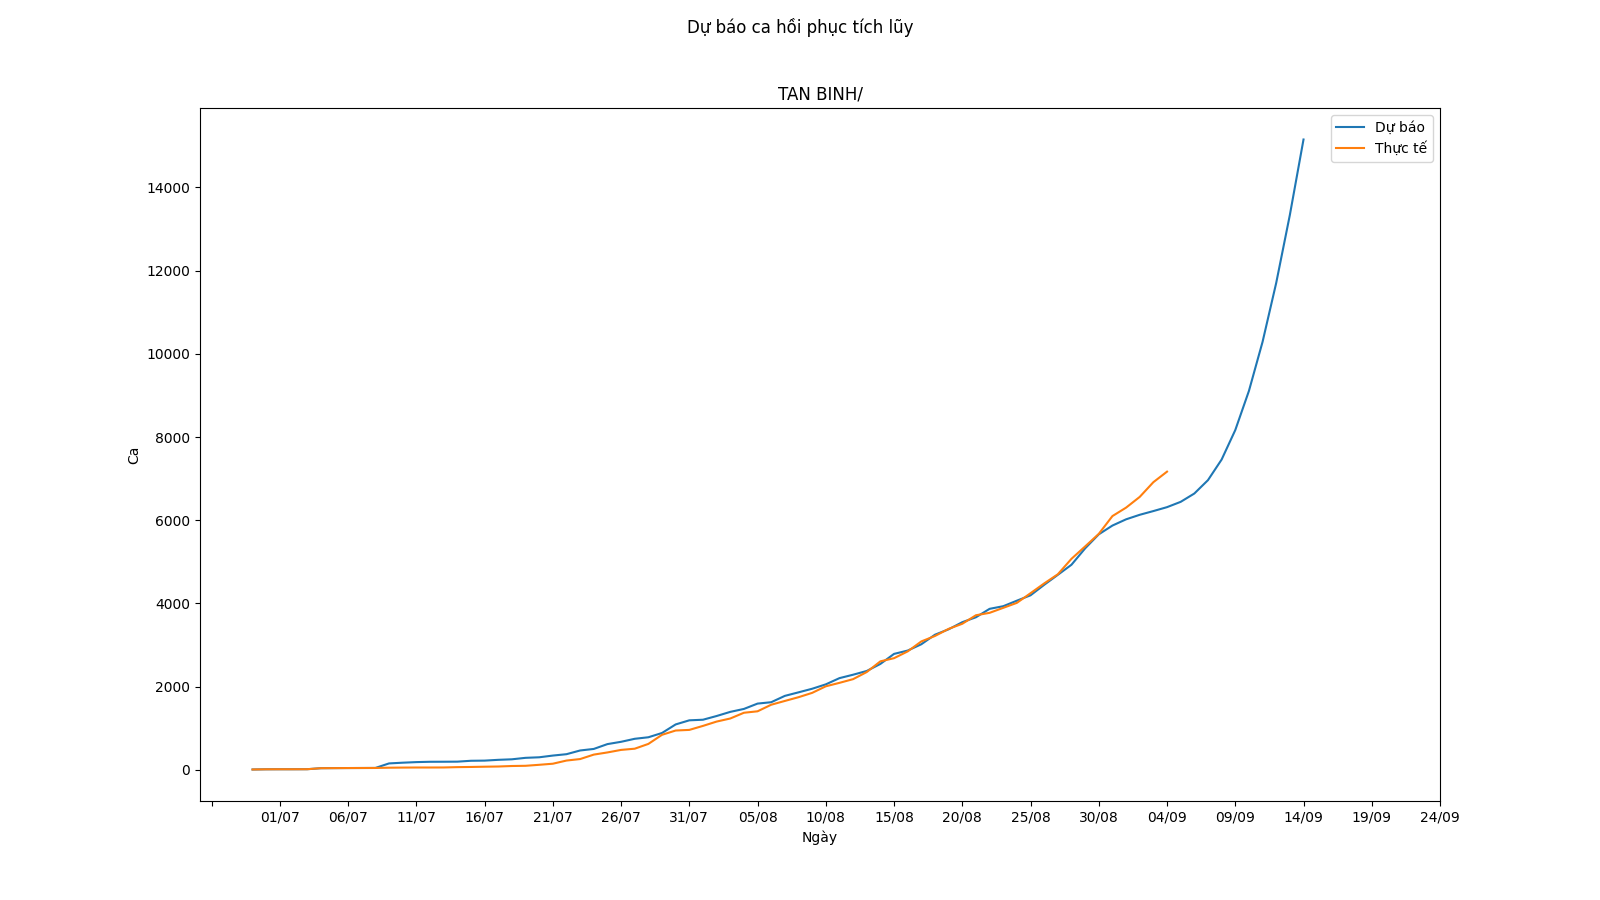 Dự báo ca hồi phục tích lũy
TAN BINH/
Dự báo
Thực tế
14000
12000
10000
8000
6000
4000
2000
0
Ca
01/07 06/07 11/07 16/07 21/07 26/07 31/07 05/08 10/08 15/08 20/08 25/08 30/08 04/09 09/09 14/09 19/09 24/09
Ngày